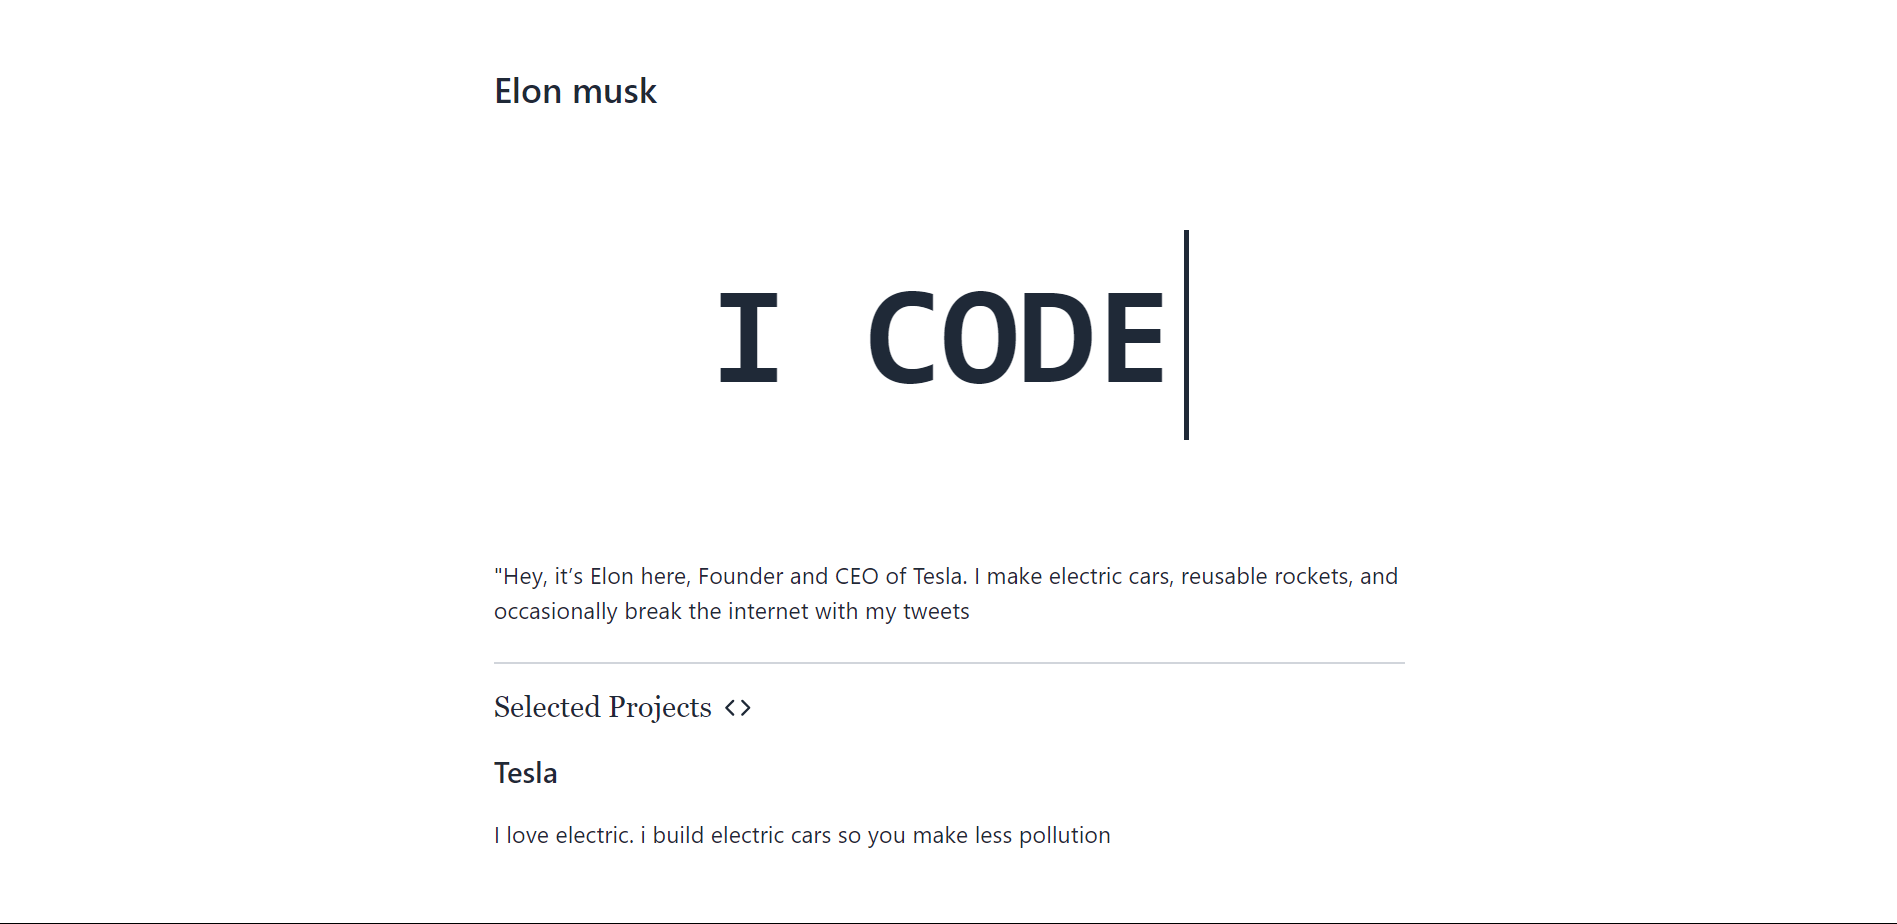 Elon musk
I CODE
"Hey, it’s Elon here, Founder and CEO of Tesla. I make electric cars, reusable rockets, and
occasionally break the internet with my tweets
Selected Projects <>
Tesla
I love electric. i build electric cars so you make less pollution